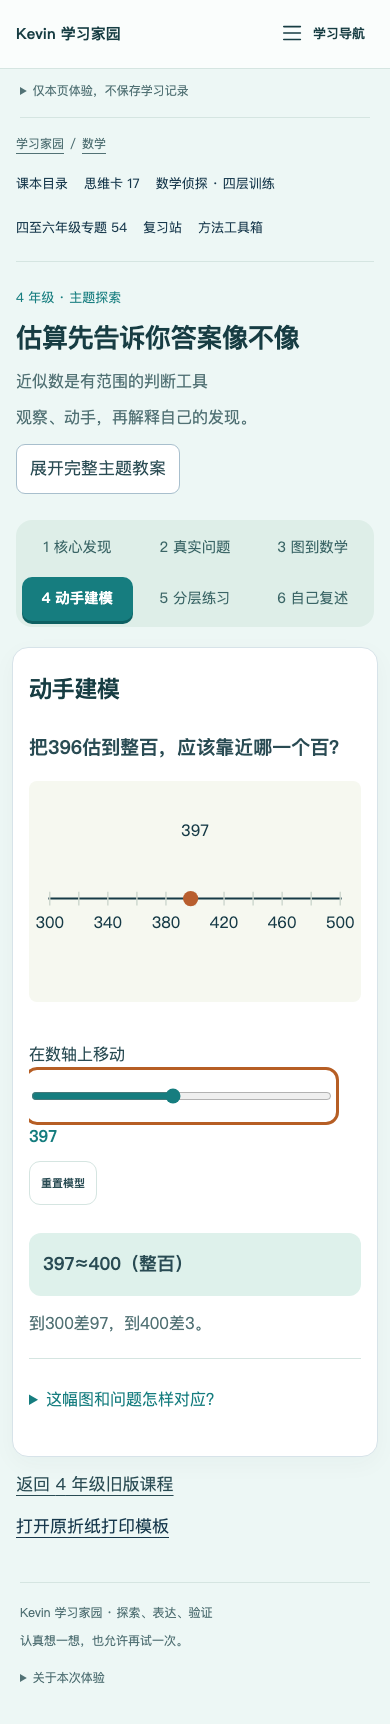 Kevin 学习家园
学习导航
▶ 仅本页体验，不保存学习记录
学习家园 / 数学
课本目录 思维卡 17 数学侦探 · 四层训练
四至六年级专题 54 复习站 方法工具箱
4 年级 · 主题探索
估算先告诉你答案像不像
近似数是有范围的判断工具
观察、动手，再解释自己的发现。
展开完整主题教案
1 核心发现 2 真实问题 3 图到数学
4 动手建模 5 分层练习 6 自己复述
动手建模
把396估到整百，应该靠近哪一个百？
397
300 340 380 420 460 500
在数轴上移动
397
重置模型
397≈400（整百）
到300差97，到400差3。
▶ 这幅图和问题怎样对应？
返回 4 年级旧版课程
打开原折纸打印模板
Kevin 学习家园 · 探索、表达、验证
认真想一想，也允许再试一次。
▶ 关于本次体验